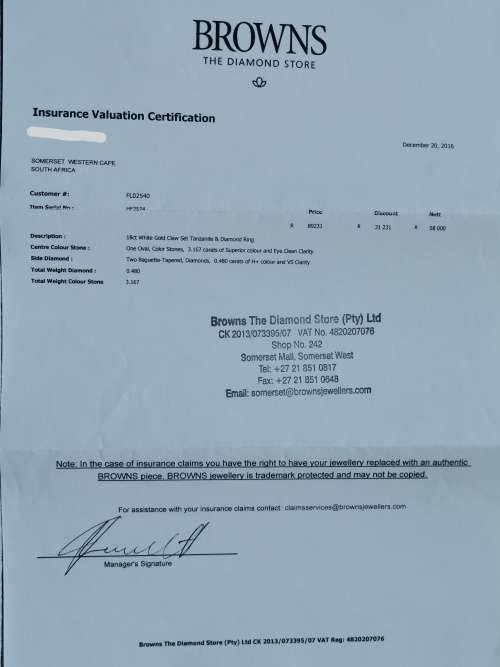 BROWNS
THE DIAMOND STORE
Insurance Valuation Certification
December 20, 2016
SOMERSET WESTERN CAPE
SOUTH AFRICA
Customer #: FL02540
Item Serial No :
Price Discount Nett
R 89231 R 31 231 R 58 000
Description : 18ct White Gold Claw Set Tanzanite & Diamond Ring
Centre Colour Stone : One Oval, Color Stones, 3.167 carats of Superior colour and Eye Clean Clarity
Side Diamond : Two Baguette-Tapered, Diamonds, 0.480 carats of H+ colour and VS Clarity
Total Weight Diamond : 0.480
Total Weight Colour Stone 3.167
Browns The Diamond Store (Pty) Ltd
CK 2013/073395/07 VAT No. 4820207076
Shop No. 242
Somerset Mall, Somerset West
Tel: +27 21 851 0817
Fax: +27 21 851 0648
Email: somerset@brownsjewellers.com
Note: In the case of insurance claims you have the right to have your jewellery replaced with an authentic
BROWNS piece. BROWNS jewellery is trademark protected and may not be copied.
For assistance with your insurance claims contact claimsservices@brownsjewellers.com
Manager's Signature
Browns The Diamond Store (Pty) Ltd CK 2013/073395/07 VAT Reg: 4820207076